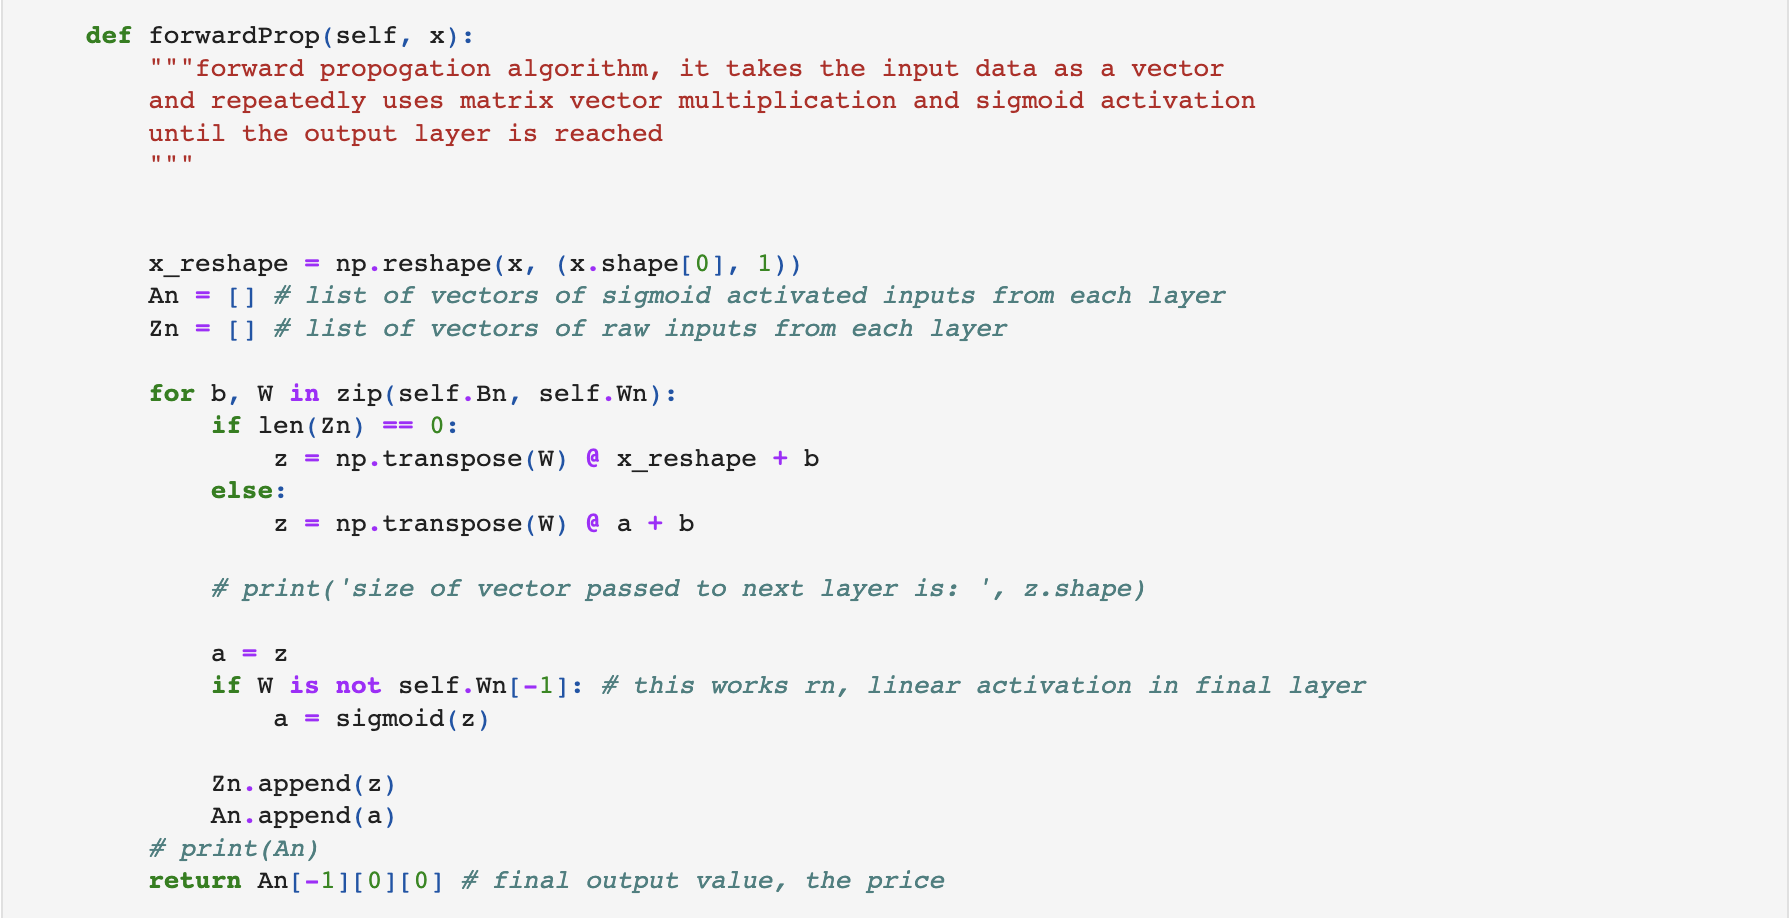 def forwardProp(self, x):
"""forward propogation algorithm, it takes the input data as a vector
and repeatedly uses matrix vector multiplication and sigmoid activation
until the output layer is reached
"""
x_reshape = np.reshape(x, (x.shape[0], 1))
An = [] # list of vectors of sigmoid activated inputs from each layer
Zn = [] # list of vectors of raw inputs from each layer
for b, W in zip(self.Bn, self.Wn):
if len(Zn) == 0:
z = np.transpose(W) @ x_reshape + b
else:
z = np.transpose(W) @ a + b
# print('size of vector passed to next layer is: ', z.shape)
a = z
if W is not self.Wn[-1]: # this works rn, linear activation in final layer
a = sigmoid(z)
Zn.append(z)
An.append(a)
# print(An)
return An[-1][0][0] # final output value, the price